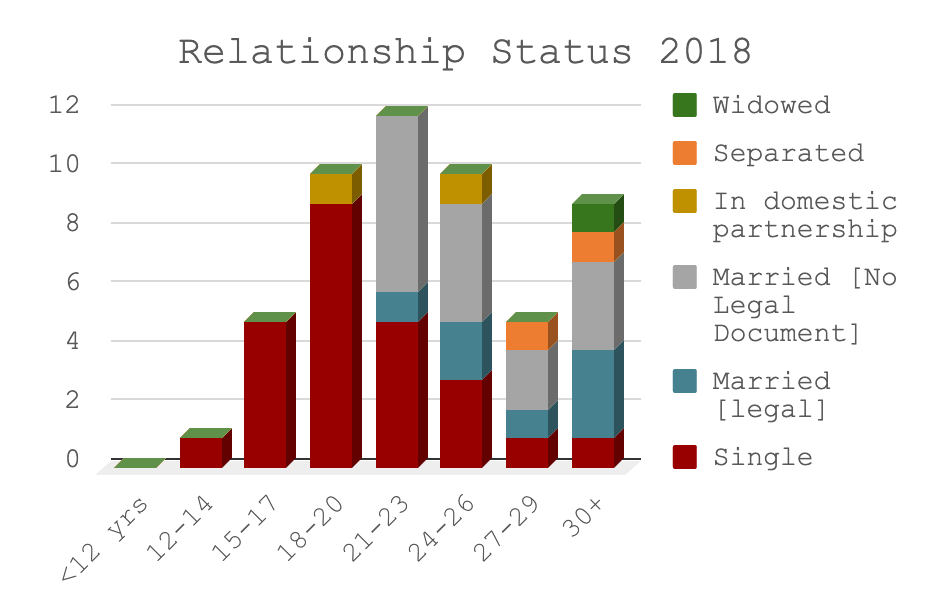 Relationship Status 2018
12
10
8
6
4
2
0
<12 yrs
12-14
15-17
18-20
21-23
24-26
27-29
30+
Widowed
Separated
In domestic
partnership
Married [No
Legal
Document]
Married
[legal]
Single